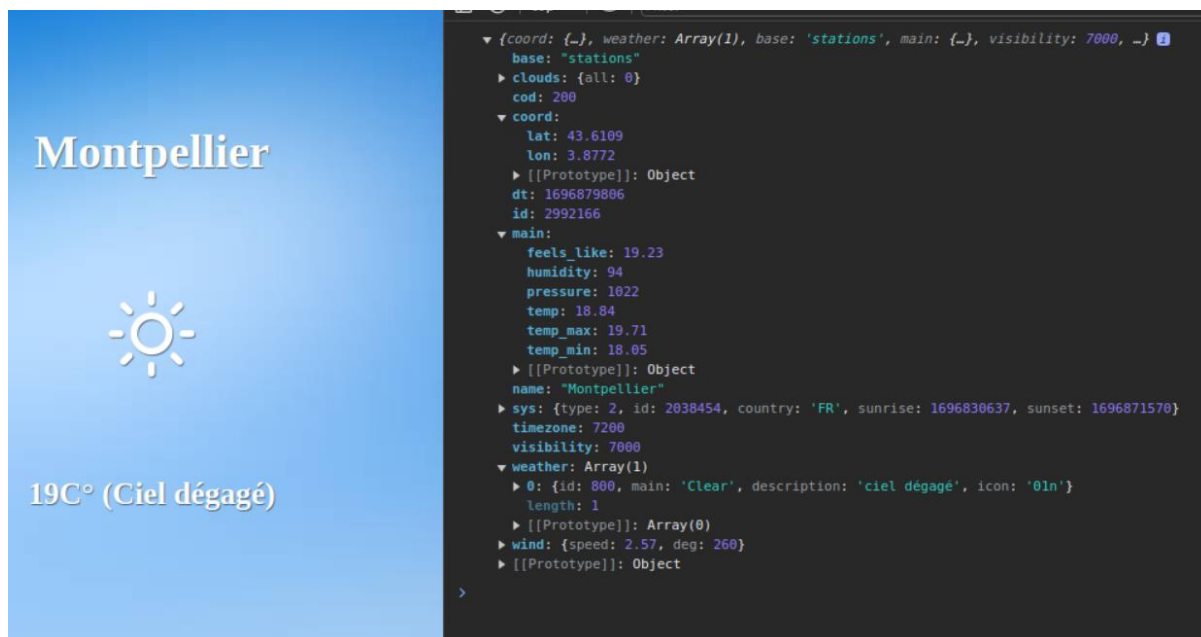 Montpellier
19C° (Ciel dégagé)
▼ {coord: {…}, weather: Array(1), base: 'stations', main: {…}, visibility: 7000, …} i
base: "stations"
▶ clouds: {all: 0}
cod: 200
▼ coord:
lat: 43.6109
lon: 3.8772
▶ [[Prototype]]: Object
dt: 1696879806
id: 2992166
▼ main:
feels_like: 19.23
humidity: 94
pressure: 1022
temp: 18.84
temp_max: 19.71
temp_min: 18.05
▶ [[Prototype]]: Object
name: "Montpellier"
▶ sys: {type: 2, id: 2038454, country: 'FR', sunrise: 1696830637, sunset: 1696871570}
timezone: 7200
visibility: 7000
▼ weather: Array(1)
▶ 0: {id: 800, main: 'Clear', description: 'ciel dégagé', icon: '01n'}
length: 1
▶ [[Prototype]]: Array(0)
▶ wind: {speed: 2.57, deg: 260}
▶ [[Prototype]]: Object
>